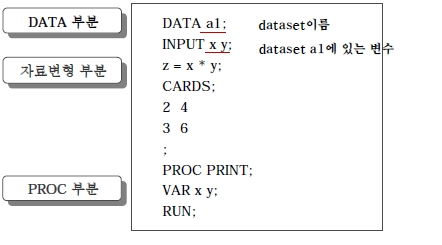 DATA 부분
자료변형 부분
PROC 부분
DATA a1; dataset이름
INPUT x y; dataset a1에 있는 변수
z = x * y;
CARDS;
2 4
3 6
;
PROC PRINT;
VAR x y;
RUN;